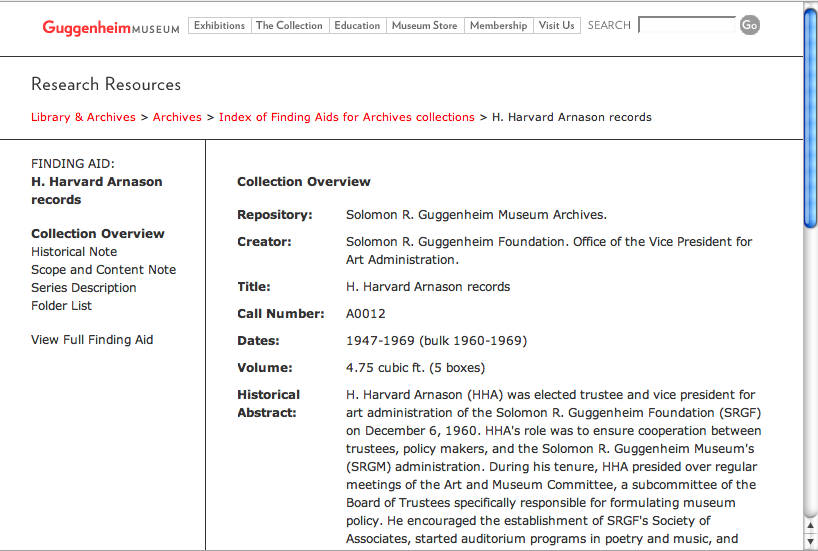 GuggenheimMUSEUM Exhibitions The Collection Education Museum Store Membership Visit Us SEARCH Go
Research Resources
Library & Archives > Archives > Index of Finding Aids for Archives collections > H. Harvard Arnason records
FINDING AID:
H. Harvard Arnason
records
Collection Overview
Historical Note
Scope and Content Note
Series Description
Folder List
View Full Finding Aid
Collection Overview
Repository: Solomon R. Guggenheim Museum Archives.
Creator: Solomon R. Guggenheim Foundation. Office of the Vice President for
Art Administration.
Title: H. Harvard Arnason records
Call Number: A0012
Dates: 1947-1969 (bulk 1960-1969)
Volume: 4.75 cubic ft. (5 boxes)
Historical
Abstract:
H. Harvard Arnason (HHA) was elected trustee and vice president for
art administration of the Solomon R. Guggenheim Foundation (SRGF)
on December 6, 1960. HHA's role was to ensure cooperation between
trustees, policy makers, and the Solomon R. Guggenheim Museum's
(SRGM) administration. During his tenure, HHA presided over regular
meetings of the Art and Museum Committee, a subcommittee of the
Board of Trustees specifically responsible for formulating museum
policy. He encouraged the establishment of SRGF's Society of
Associates, started auditorium programs in poetry and music, and